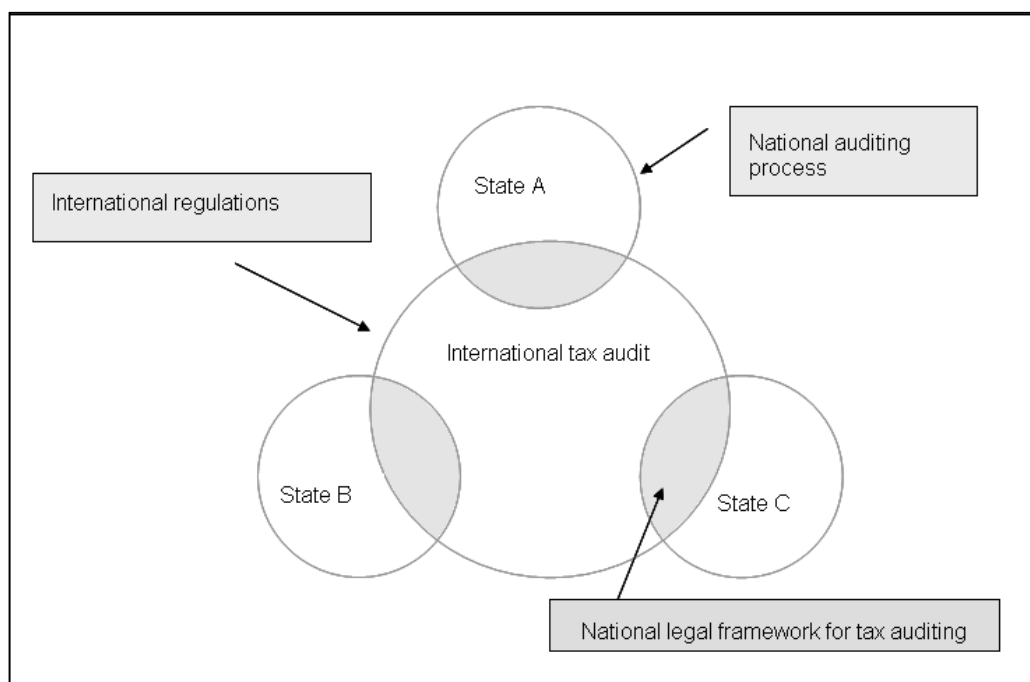 National auditing
process
State A
International regulations
International tax audit
State B
State C
National legal framework for tax auditing